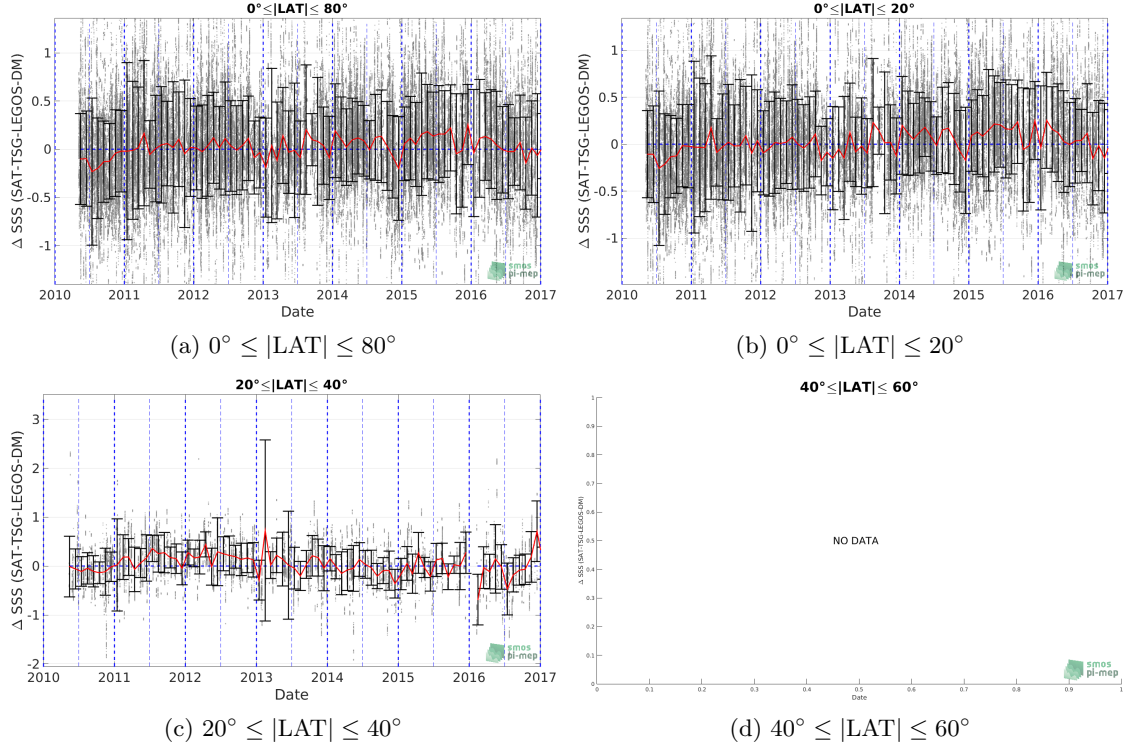 0°≤|LAT|≤ 80°
Δ SSS (SAT-TSG-LEGOS-DM)
1
0.5
0
-0.5
-1
2010 2011 2012 2013 2014 2015 2016 2017
Date
smos
pi-mep
(a) 0° ≤ |LAT| ≤ 80°
0°≤|LAT|≤ 20°
Δ SSS (SAT-TSG-LEGOS-DM)
1
0.5
0
-0.5
-1
2010 2011 2012 2013 2014 2015 2016 2017
Date
smos
pi-mep
(b) 0° ≤ |LAT| ≤ 20°
20°≤|LAT|≤ 40°
Δ SSS (SAT-TSG-LEGOS-DM)
3
2
1
0
-1
-2
2010 2011 2012 2013 2014 2015 2016 2017
Date
smos
pi-mep
(c) 20° ≤ |LAT| ≤ 40°
40°≤|LAT|≤ 60°
Δ SSS (SAT-TSG-LEGOS-DM)
1
0.9
0.8
0.7
0.6
0.5
0.4
0.3
0.2
0.1
0
NO DATA
0 0.1 0.2 0.3 0.4 0.5 0.6 0.7 0.8 0.9 1
Date
smos
pi-mep
(d) 40° ≤ |LAT| ≤ 60°